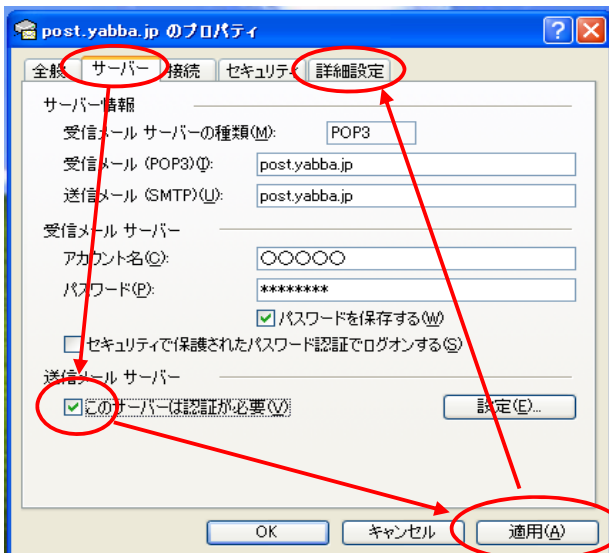 post.yabba.jp のプロパティ
全般 サーバー 接続 セキュリティ 詳細設定
サーバー情報
受信メール サーバーの種類(M): POP3
受信メール (POP3)(I): post.yabba.jp
送信メール (SMTP)(U): post.yabba.jp
受信メール サーバー
アカウント名(C): ○○○○○
パスワード(P): ********
パスワードを保存する(W)
セキュリティで保護されたパスワード認証でログオンする(S)
送信メール サーバー
このサーバーは認証が必要(V) 設定(E)...
OK キャンセル 適用(A)